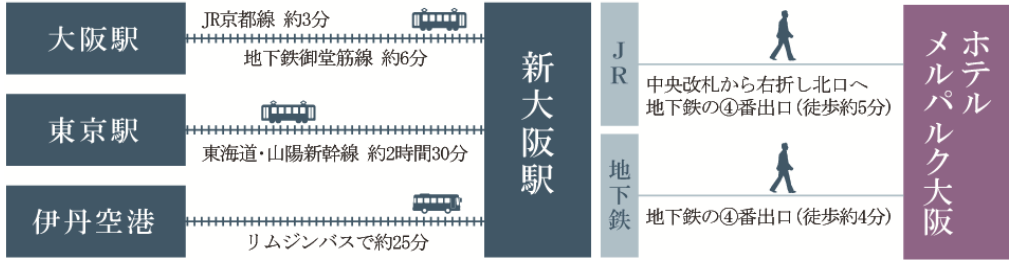 大阪駅
JR京都線 約3分
地下鉄御堂筋線 約6分
東京駅
東海道・山陽新幹線 約2時間30分
伊丹空港
リムジンバスで約25分
新大阪駅
JR
中央改札から右折し北口へ
地下鉄の④番出口(徒歩約5分)
地下鉄
地下鉄の④番出口(徒歩約4分)
ホテル
メルパルク大阪